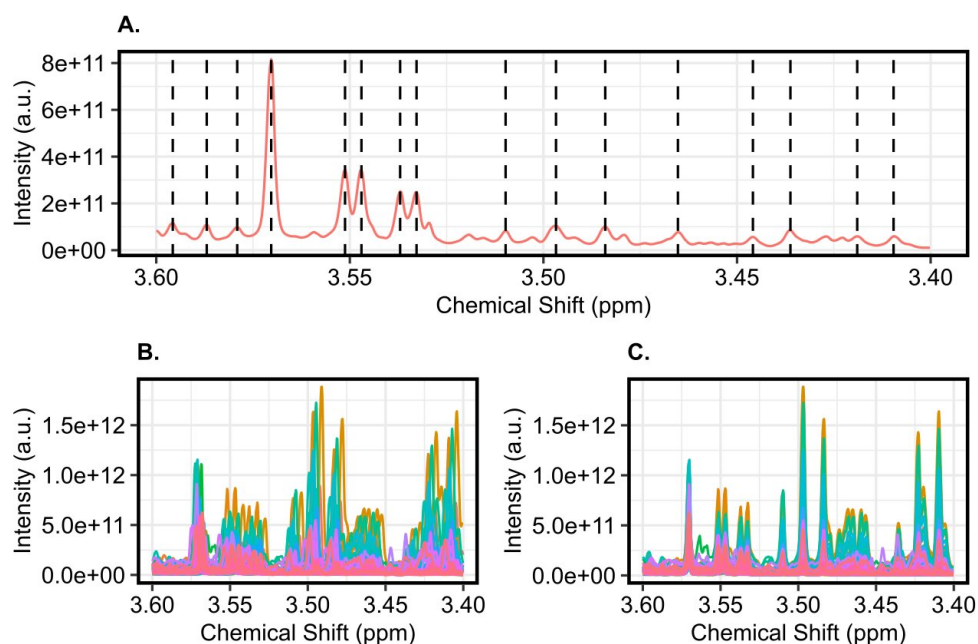 A.
Intensity (a.u.)
8e+11
6e+11
4e+11
2e+11
0e+00
3.60 3.55 3.50 3.45 3.40
Chemical Shift (ppm)
B.
Intensity (a.u.)
1.5e+12
1.0e+12
5.0e+11
0.0e+00
3.60 3.55 3.50 3.45 3.40
Chemical Shift (ppm)
C.
Intensity (a.u.)
1.5e+12
1.0e+12
5.0e+11
0.0e+00
3.60 3.55 3.50 3.45 3.40
Chemical Shift (ppm)